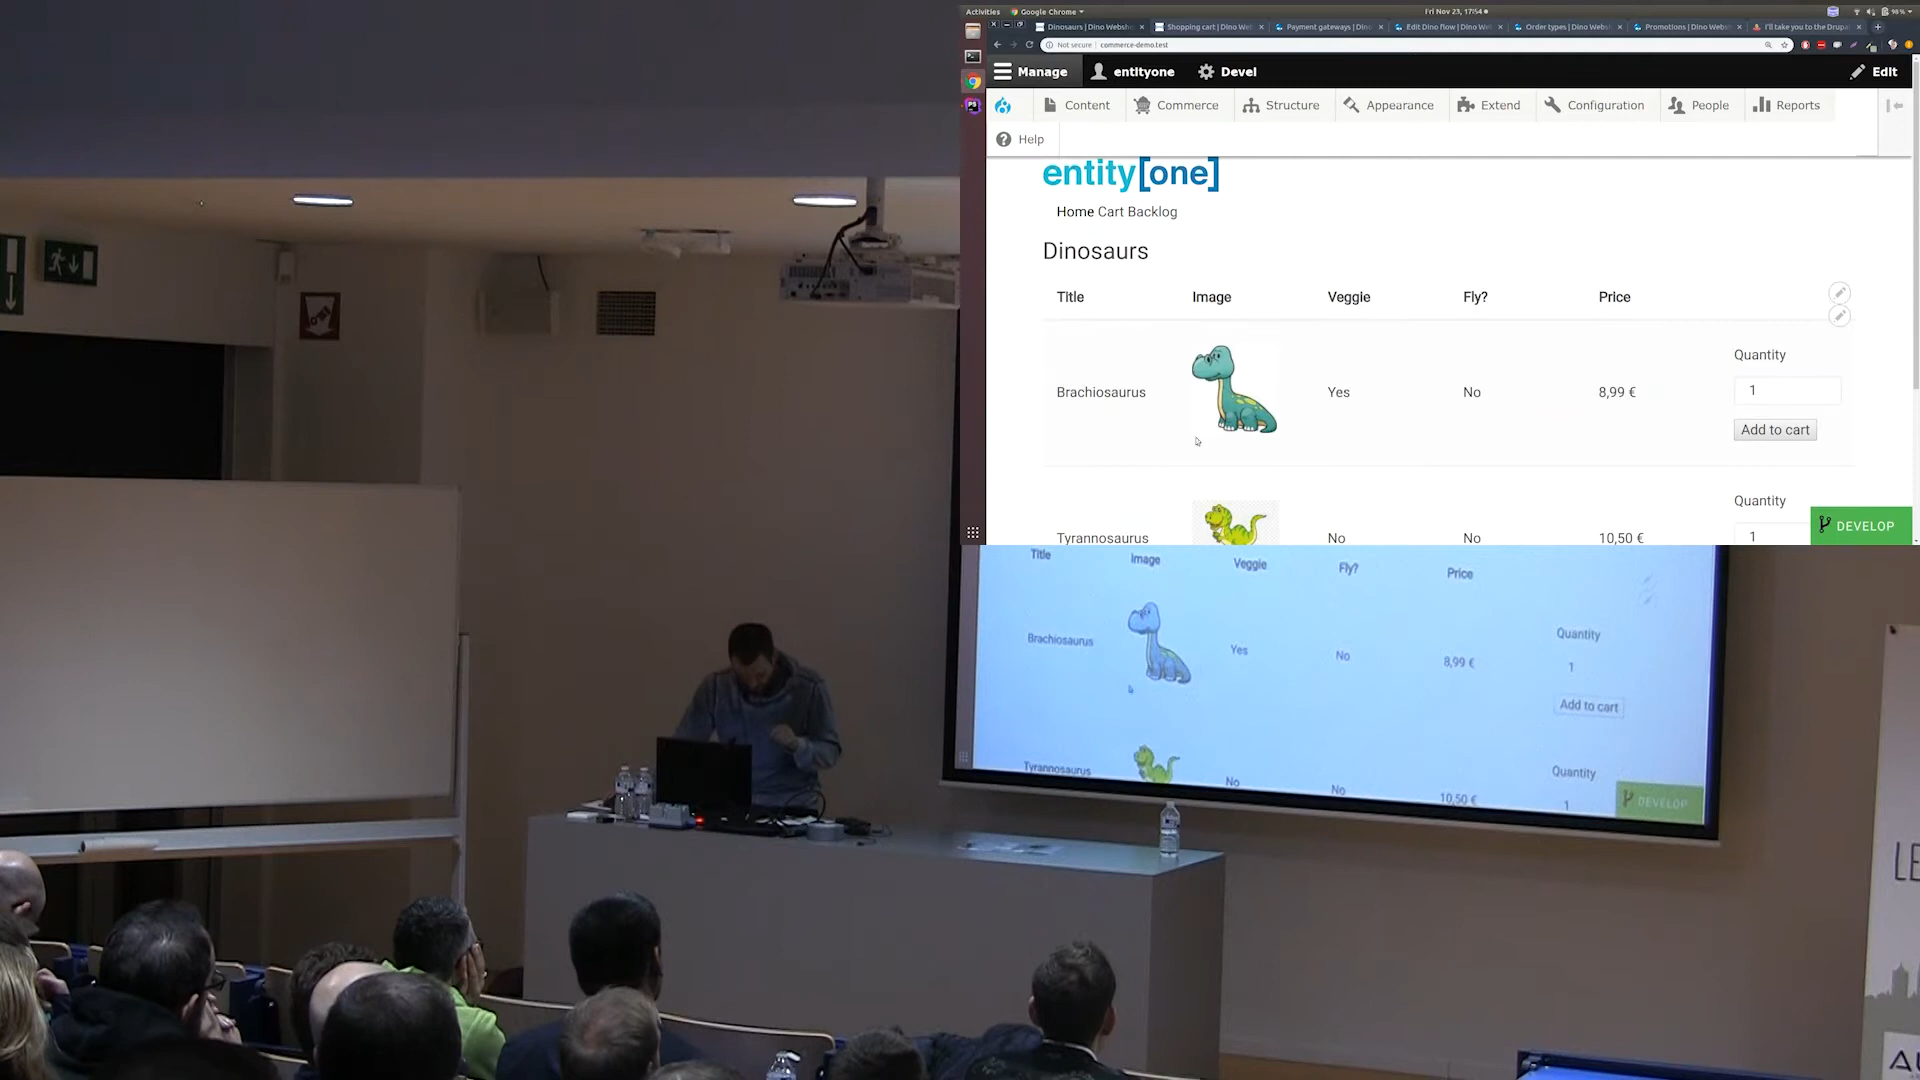 Activities Google Chrome Fri Nov 23, 17:54 98%
Dinosaurs | Dino Websh Shopping cart | Dino We Payment gateways | Din Edit Dino flow | Dino We Order types | Dino Websh Promotions | Dino Webs I'll take you to the Drupa
Not secure commerce-demo.test
Manage entityone Devel Edit
Content Commerce Structure Appearance Extend Configuration People Reports
Help
entity[one]
Home Cart Backlog
Dinosaurs
Title Image Veggie Fly? Price
Quantity
Brachiosaurus Yes No 8,99 € 1
Add to cart
Quantity
Tyrannosaurus No No 10,50 € 1
DEVELOP
Title Image Veggie Fly? Price
Quantity
Brachiosaurus Yes No 8,99 € 1
Add to cart
Quantity
Tyrannosaurus No No 10,50 € 1
DEVELOP
LE